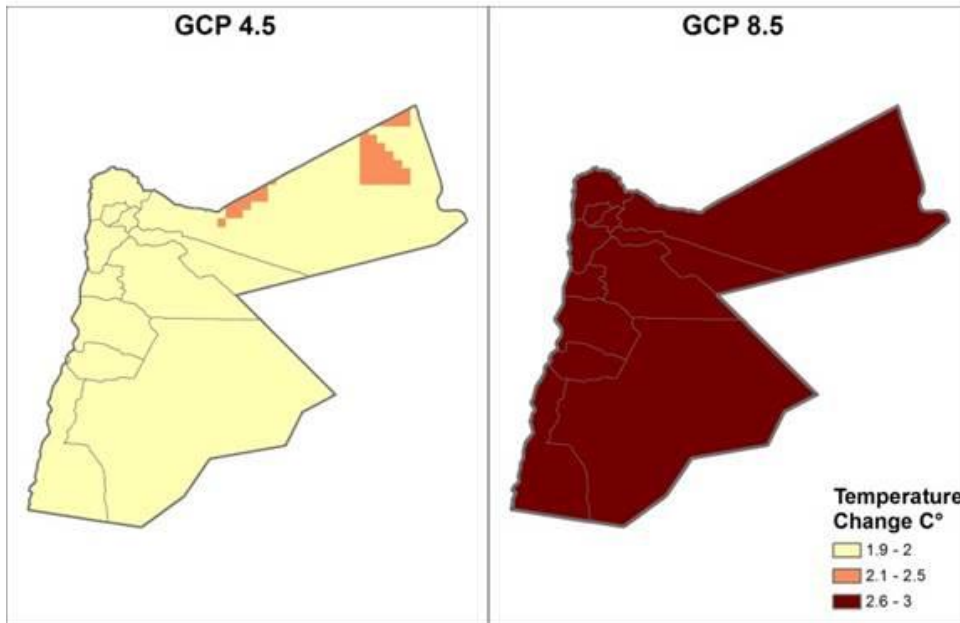 GCP 4.5
GCP 8.5
Temperature
Change C°
1.9 - 2
2.1 - 2.5
2.6 - 3